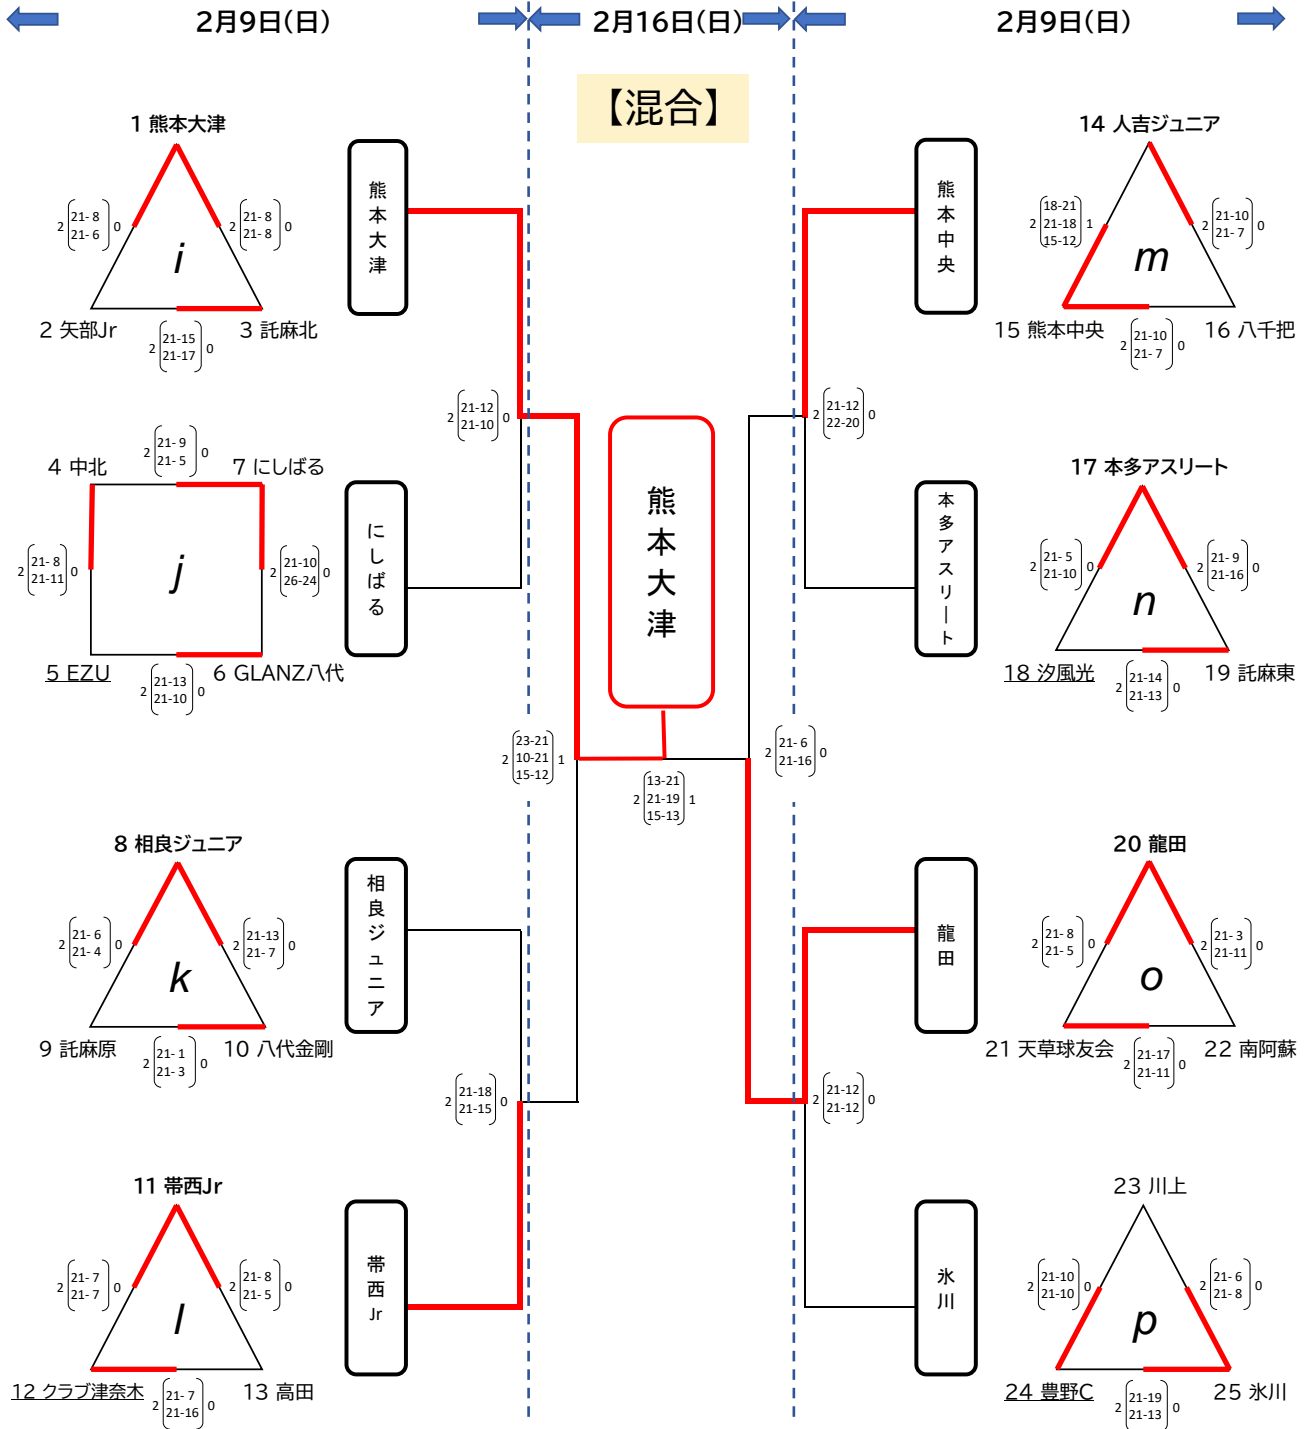 2月9日(日)
2月16日(日)
2月9日(日)
【混合】
1 熊本大津
2 21- 8 0
21- 6
2 21- 8 0
21- 8
i
2 矢部Jr
3 託麻北
2 21-15 0
21-17
熊本大津
4 中北
7 にしばる
2 21- 9 0
21- 5
2 21- 8 0
21-11
2 21-10 0
26-24
j
5 EZU
6 GLANZ八代
2 21-13 0
21-10
にしばる
2 21-12 0
21-10
8 相良ジュニア
2 21- 6 0
21- 4
2 21-13 0
21- 7
k
9 託麻原
10 八代金剛
2 21- 1 0
21- 3
相良ジュニア
11 帯西Jr
2 21- 7 0
21- 7
2 21- 8 0
21- 5
l
12 クラブ津奈木
13 高田
2 21- 7 0
21-16
帯西Jr
2 21-18 0
21-15
2 23-21 1
10-21
15-12
熊本大津
2 13-21 1
21-19
15-13
2 21- 6 0
21-16
14 人吉ジュニア
2 18-21 1
21-18
15-12
2 21-10 0
21- 7
m
15 熊本中央
16 八千把
2 21-10 0
21- 7
熊本中央
2 21-12 0
22-20
17 本多アスリート
2 21- 5 0
21-10
2 21- 9 0
21-16
n
18 汐風光
19 託麻東
2 21-14 0
21-13
本多アスリート
20 龍田
2 21- 8 0
21- 5
2 21- 3 0
21-11
o
21 天草球友会
22 南阿蘇
2 21-17 0
21-11
龍田
2 21-12 0
21-12
23 川上
2 21-10 0
21-10
2 21- 6 0
21- 8
p
24 豊野C
25 氷川
2 21-19 0
21-13
氷川